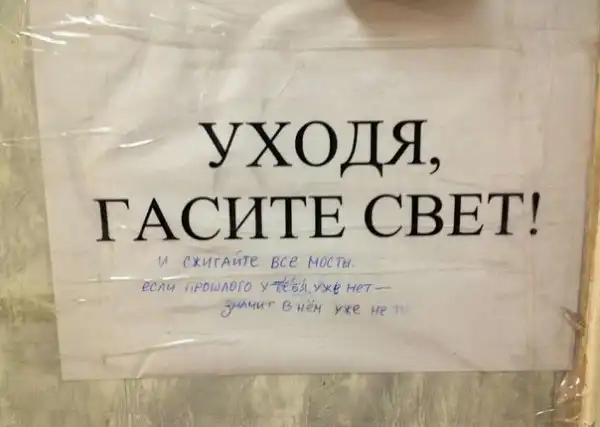 УХОДЯ,
ГАСИТЕ СВЕТ!
И СЖИГАЙТЕ ВСЕ МОСТЫ.
ЕСЛИ ПРОШЛОГО У ТЕБЯ УЖЕ НЕТ —
ЗНАЧИТ В НЁМ УЖЕ НЕ